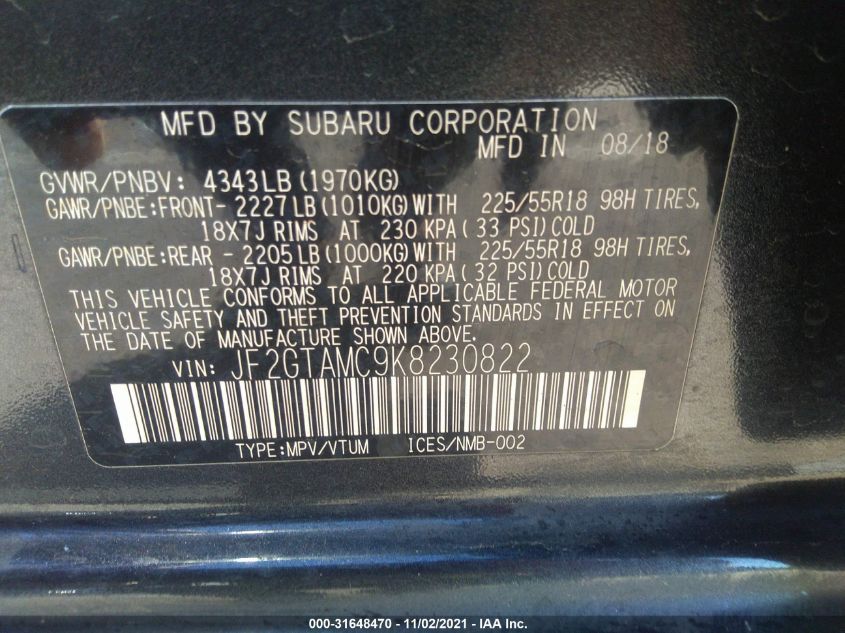 MFD BY SUBARU CORPORATION
MFD IN 08/18
GVWR/PNBV: 4343LB (1970KG)
GAWR/PNBE:FRONT- 2227LB(1010KG)WITH 225/55R18 98H TIRES,
18X7J RIMS AT 230 KPA( 33 PSI)COLD
GAWR/PNBE:REAR - 2205LB(1000KG)WITH 225/55R18 98H TIRES,
18X7J RIMS AT 220 KPA( 32 PSI)COLD
THIS VEHICLE CONFORMS TO ALL APPLICABLE FEDERAL MOTOR
VEHICLE SAFETY AND THEFT PREVENTION STANDARDS IN EFFECT ON
THE DATE OF MANUFACTURE SHOWN ABOVE.
VIN: JF2GTAMC9K8230822
TYPE:MPV/VTUM ICES/NMB-002
000-31648470 - 11/02/2021 - IAA Inc.